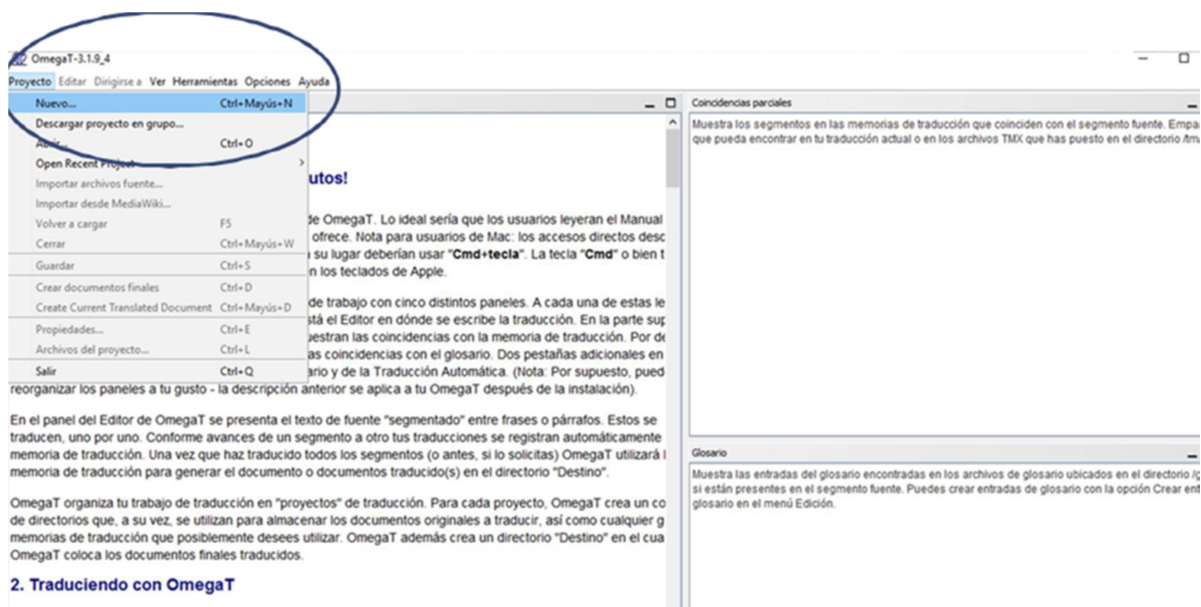 OmegaT-3.1.9_4
Proyecto Editar Dirigirse a Ver Herramientas Opciones Ayuda
Nuevo... Ctrl+Mayús+N
Descargar proyecto en grupo...
Abrir... Ctrl+O
Open Recent Project
Importar archivos fuente...
Importar desde MediaWiki...
Volver a cargar F5
Cerrar Ctrl+Mayús+W
Guardar Ctrl+S
Crear documentos finales Ctrl+D
Create Current Translated Document Ctrl+Mayús+D
Propiedades... Ctrl+E
Archivos del proyecto... Ctrl+L
Salir Ctrl+Q
utos!
de OmegaT. Lo ideal sería que los usuarios leyeran el Manual
ofrece. Nota para usuarios de Mac: los accesos directos desc
su lugar deberían usar "Cmd+tecla". La tecla "Cmd" o bien t
n los teclados de Apple.
de trabajo con cinco distintos paneles. A cada una de estas le
stá el Editor en dónde se escribe la traducción. En la parte sup
uestran las coincidencias con la memoria de traducción. Por de
as coincidencias con el glosario. Dos pestañas adicionales en
ario y de la Traducción Automática. (Nota: Por supuesto, pued
reorganizar los paneles a tu gusto - la descripción anterior se aplica a tu OmegaT después de la instalación).
En el panel del Editor de OmegaT se presenta el texto de fuente "segmentado" entre frases o párrafos. Estos se
traducen, uno por uno. Conforme avances de un segmento a otro tus traducciones se registran automáticamente
memoria de traducción. Una vez que haz traducido todos los segmentos (o antes, si lo solicitas) OmegaT utilizará l
memoria de traducción para generar el documento o documentos traducido(s) en el directorio "Destino".
OmegaT organiza tu trabajo de traducción en "proyectos" de traducción. Para cada proyecto, OmegaT crea un co
de directorios que, a su vez, se utilizan para almacenar los documentos originales a traducir, así como cualquier g
memorias de traducción que posiblemente desees utilizar. OmegaT además crea un directorio "Destino" en el cua
OmegaT coloca los documentos finales traducidos.
2. Traduciendo con OmegaT
Coincidencias parciales
Muestra los segmentos en las memorias de traducción que coinciden con el segmento fuente. Empa
que pueda encontrar en tu traducción actual o en los archivos TMX que has puesto en el directorio /tm
Glosario
Muestra las entradas del glosario encontradas en los archivos de glosario ubicados en el directorio /g
si están presentes en el segmento fuente. Puedes crear entradas de glosario con la opción Crear ent
glosario en el menú Edición.